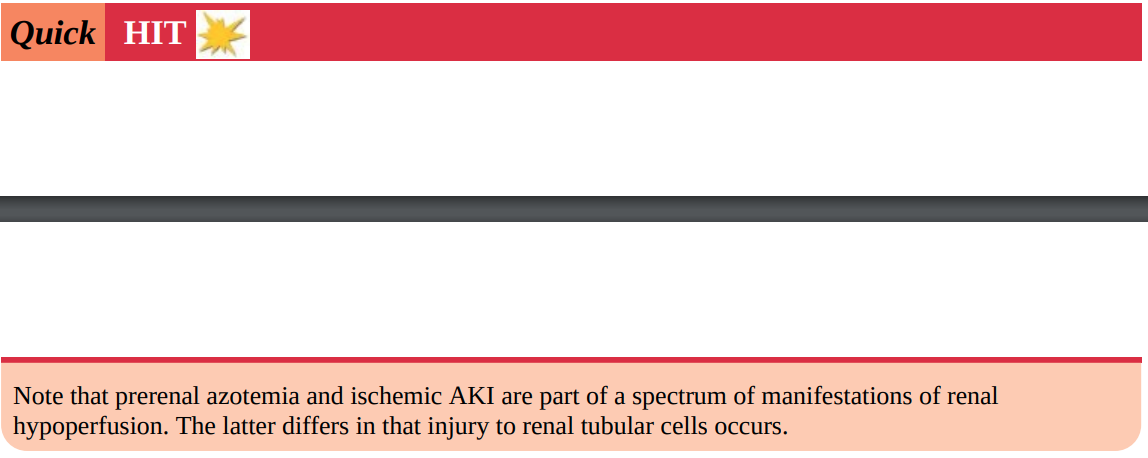 Quick HIT
Note that prerenal azotemia and ischemic AKI are part of a spectrum of manifestations of renal
hypoperfusion. The latter differs in that injury to renal tubular cells occurs.